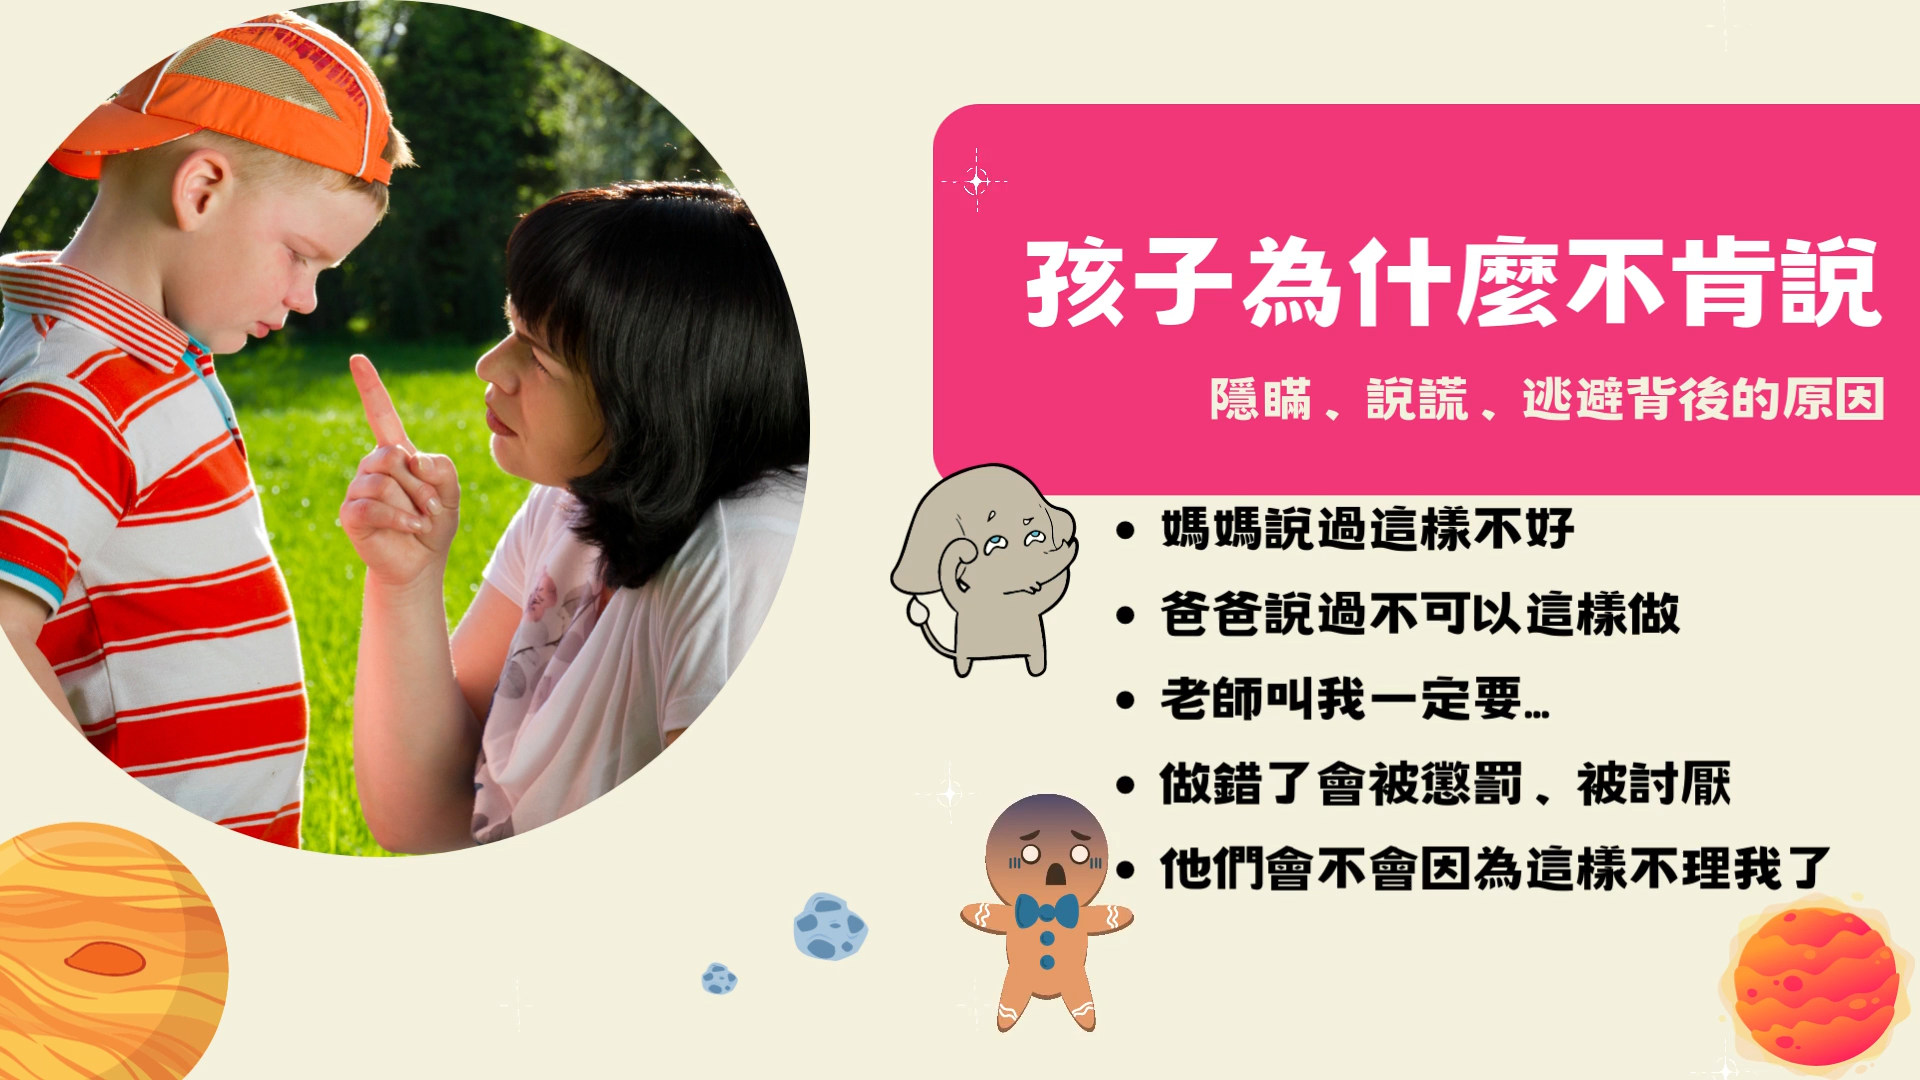 孩子為什麼不肯說
隱瞞、說謊、逃避背後的原因
• 媽媽說過這樣不好
• 爸爸說過不可以這樣做
• 老師叫我一定要...
• 做錯了會被懲罰、被討厭
• 他們會不會因為這樣不理我了